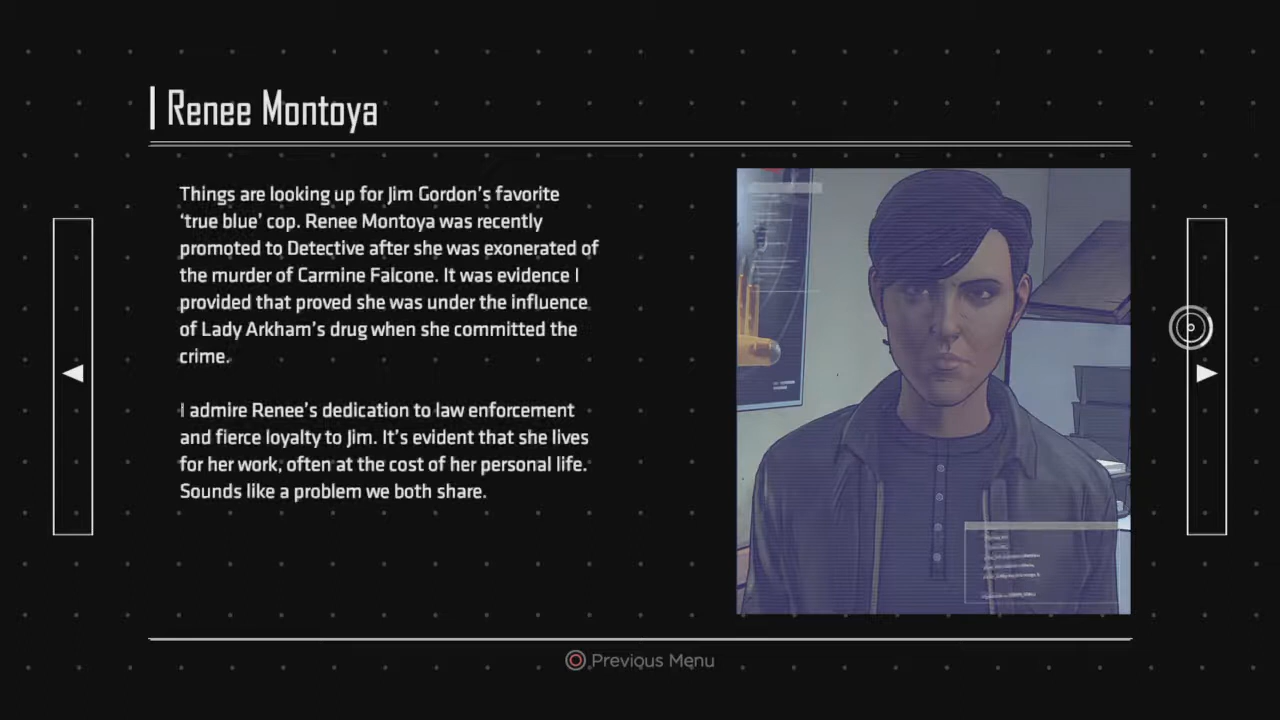 Renee Montoya
Things are looking up for Jim Gordon's favorite
'true blue' cop. Renee Montoya was recently
promoted to Detective after she was exonerated of
the murder of Carmine Falcone. It was evidence I
provided that proved she was under the influence
of Lady Arkham's drug when she committed the
crime.
I admire Renee's dedication to law enforcement
and fierce loyalty to Jim. It's evident that she lives
for her work, often at the cost of her personal life.
Sounds like a problem we both share.
Previous Menu